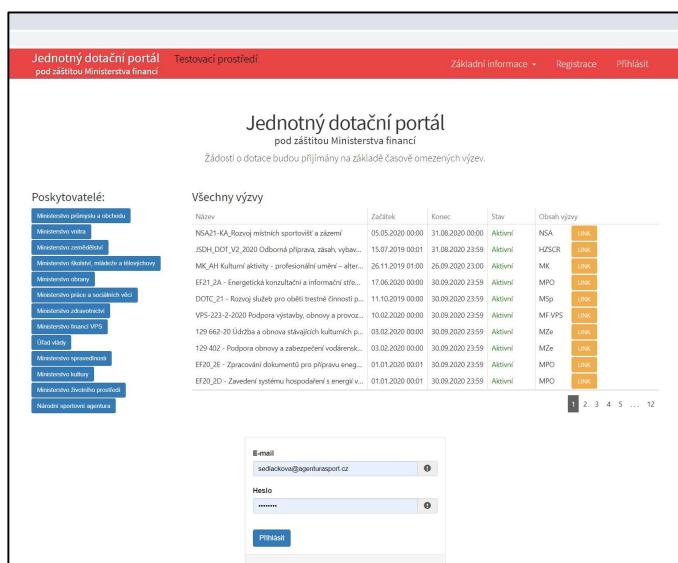 Jednotný dotační portál
pod záštitou Ministerstva financí
Testovací prostředí
Základní informace
Registrace
Přihlásit
Jednotný dotační portál
pod záštitou Ministerstva financí
Žádosti o dotace budou přijímány na základě časově omezených výzev.
Poskytovatelé:
Ministerstvo průmyslu a obchodu
Ministerstvo vnitra
Ministerstvo zemědělství
Ministerstvo školství, mládeže a tělovýchovy
Ministerstvo obrany
Ministerstvo práce a sociálních věcí
Ministerstvo zdravotnictví
Ministerstvo financí VPS
Úřad vlády
Ministerstvo spravedlnosti
Ministerstvo kultury
Ministerstvo životního prostředí
Národní sportovní agentura
Všechny výzvy
Název Začátek Konec Stav Obsah výzvy
NSA21-KA_Rozvoj místních sportovišť a zázemí 05.05.2020 00:00 31.08.2020 00:00 Aktivní NSA LINK
JSDH_DOT_V2_2020 Odborná příprava, zásah, vybav... 15.07.2019 00:01 31.08.2020 23:59 Aktivní HZSCR LINK
MK_AH Kulturní aktivity - profesionální umění – alter... 26.11.2019 01:00 26.09.2020 23:00 Aktivní MK LINK
EF21_2A - Energetická konzultační a informační stře... 17.06.2020 00:00 30.09.2020 23:59 Aktivní MPO LINK
DOTC_21 - Rozvoj služeb pro oběti trestné činnosti p... 11.10.2019 00:00 30.09.2020 23:59 Aktivní MSp LINK
VPS-223-2-2020 Podpora výstavby, obnovy a provoz... 10.02.2020 00:00 30.09.2020 23:59 Aktivní MF VPS LINK
129 662-20 Údržba a obnova stávajících kulturních p... 03.02.2020 00:00 30.09.2020 23:59 Aktivní MZe LINK
129 402 - Podpora obnovy a zabezpečení vodárensk... 03.02.2020 00:00 30.09.2020 23:59 Aktivní MZe LINK
EF20_2E - Zpracování dokumentů pro přípravu eneg... 01.01.2020 00:01 30.09.2020 23:59 Aktivní MPO LINK
EF20_2D - Zavedení systému hospodaření s energií v... 01.01.2020 00:01 30.09.2020 23:59 Aktivní MPO LINK
1 2 3 4 5 ... 12
E-mail
sedlackova@agenturasport.cz
Heslo
••••••••
Přihlásit